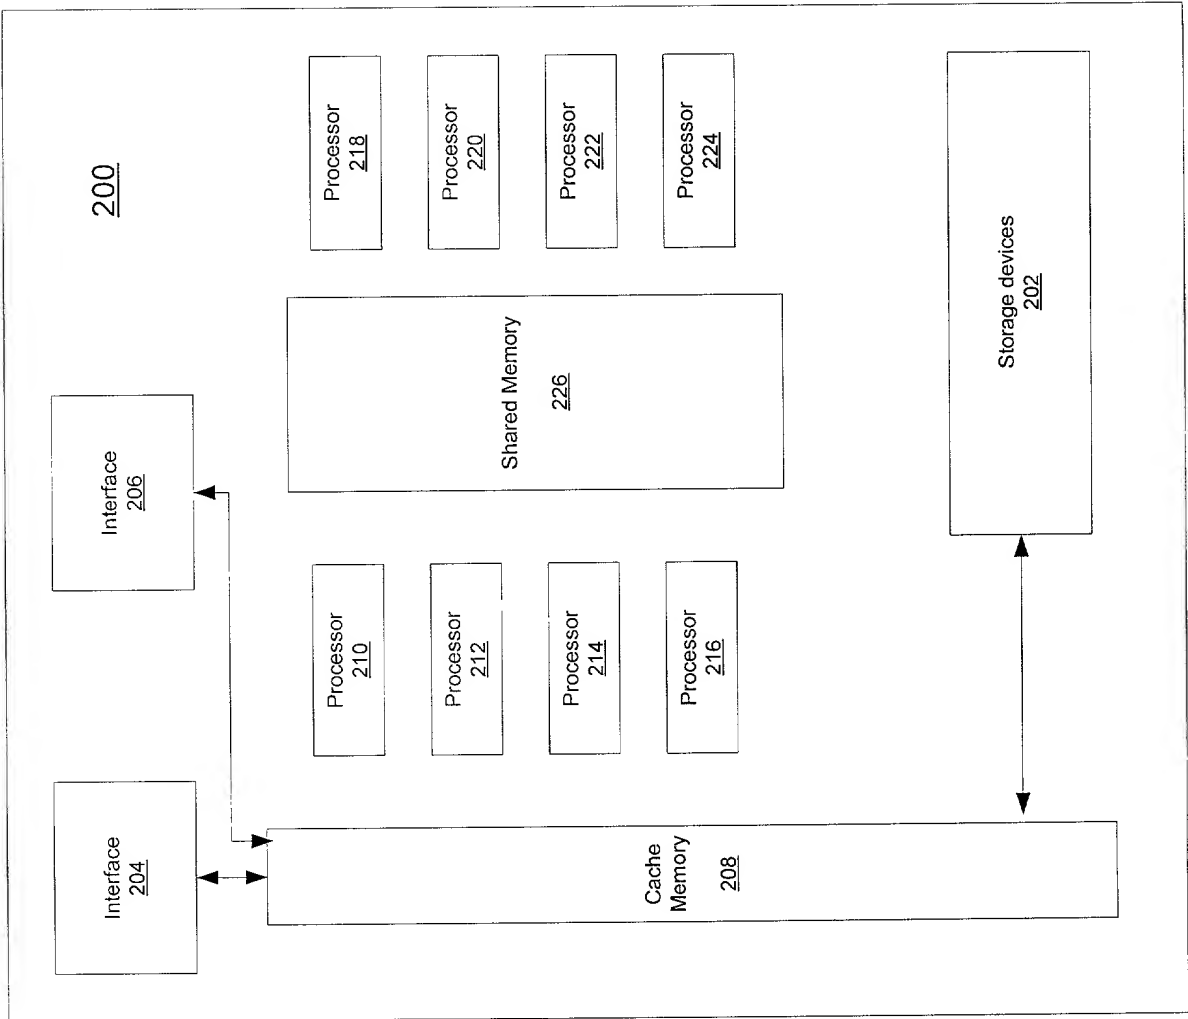 200
Interface
204
Interface
206
Cache
Memory
208
Processor
210
Processor
212
Processor
214
Processor
216
Shared Memory
226
Processor
218
Processor
220
Processor
222
Processor
224
Storage devices
202